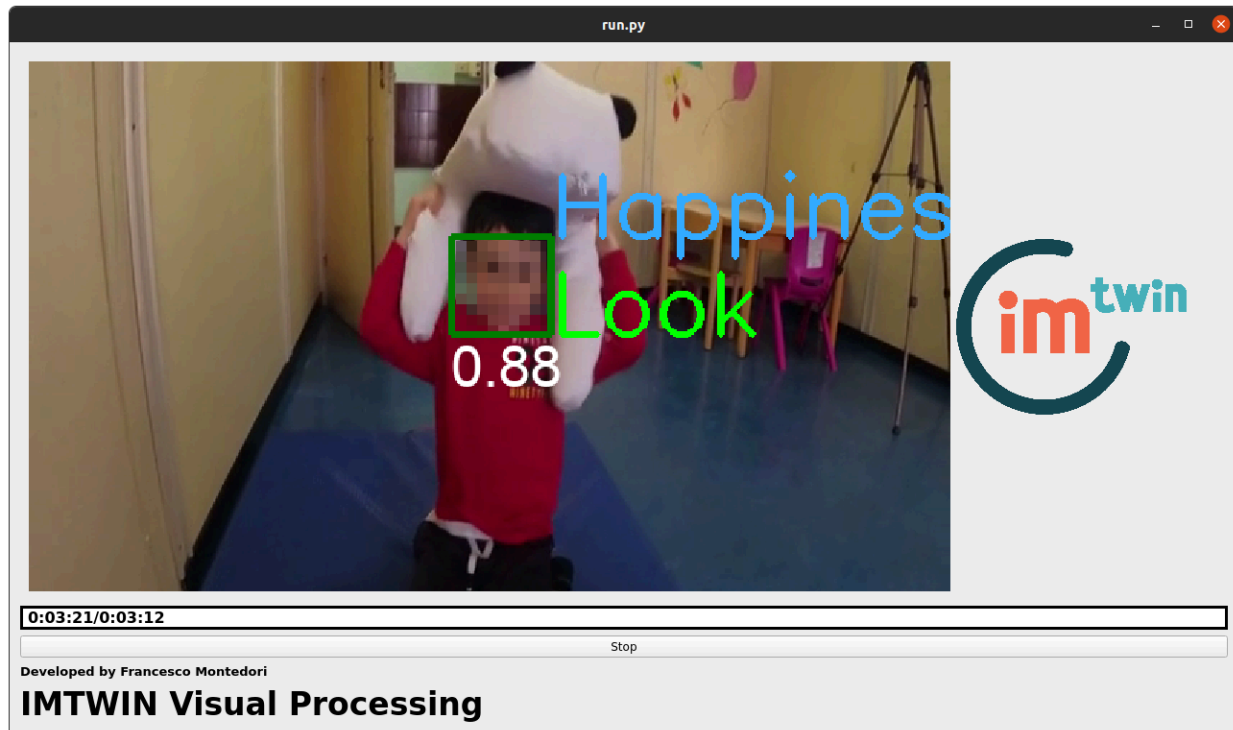 run.py
Happines
Look
0.88
imtwin
0:03:21/0:03:12
Stop
Developed by Francesco Montedori
IMTWIN Visual Processing